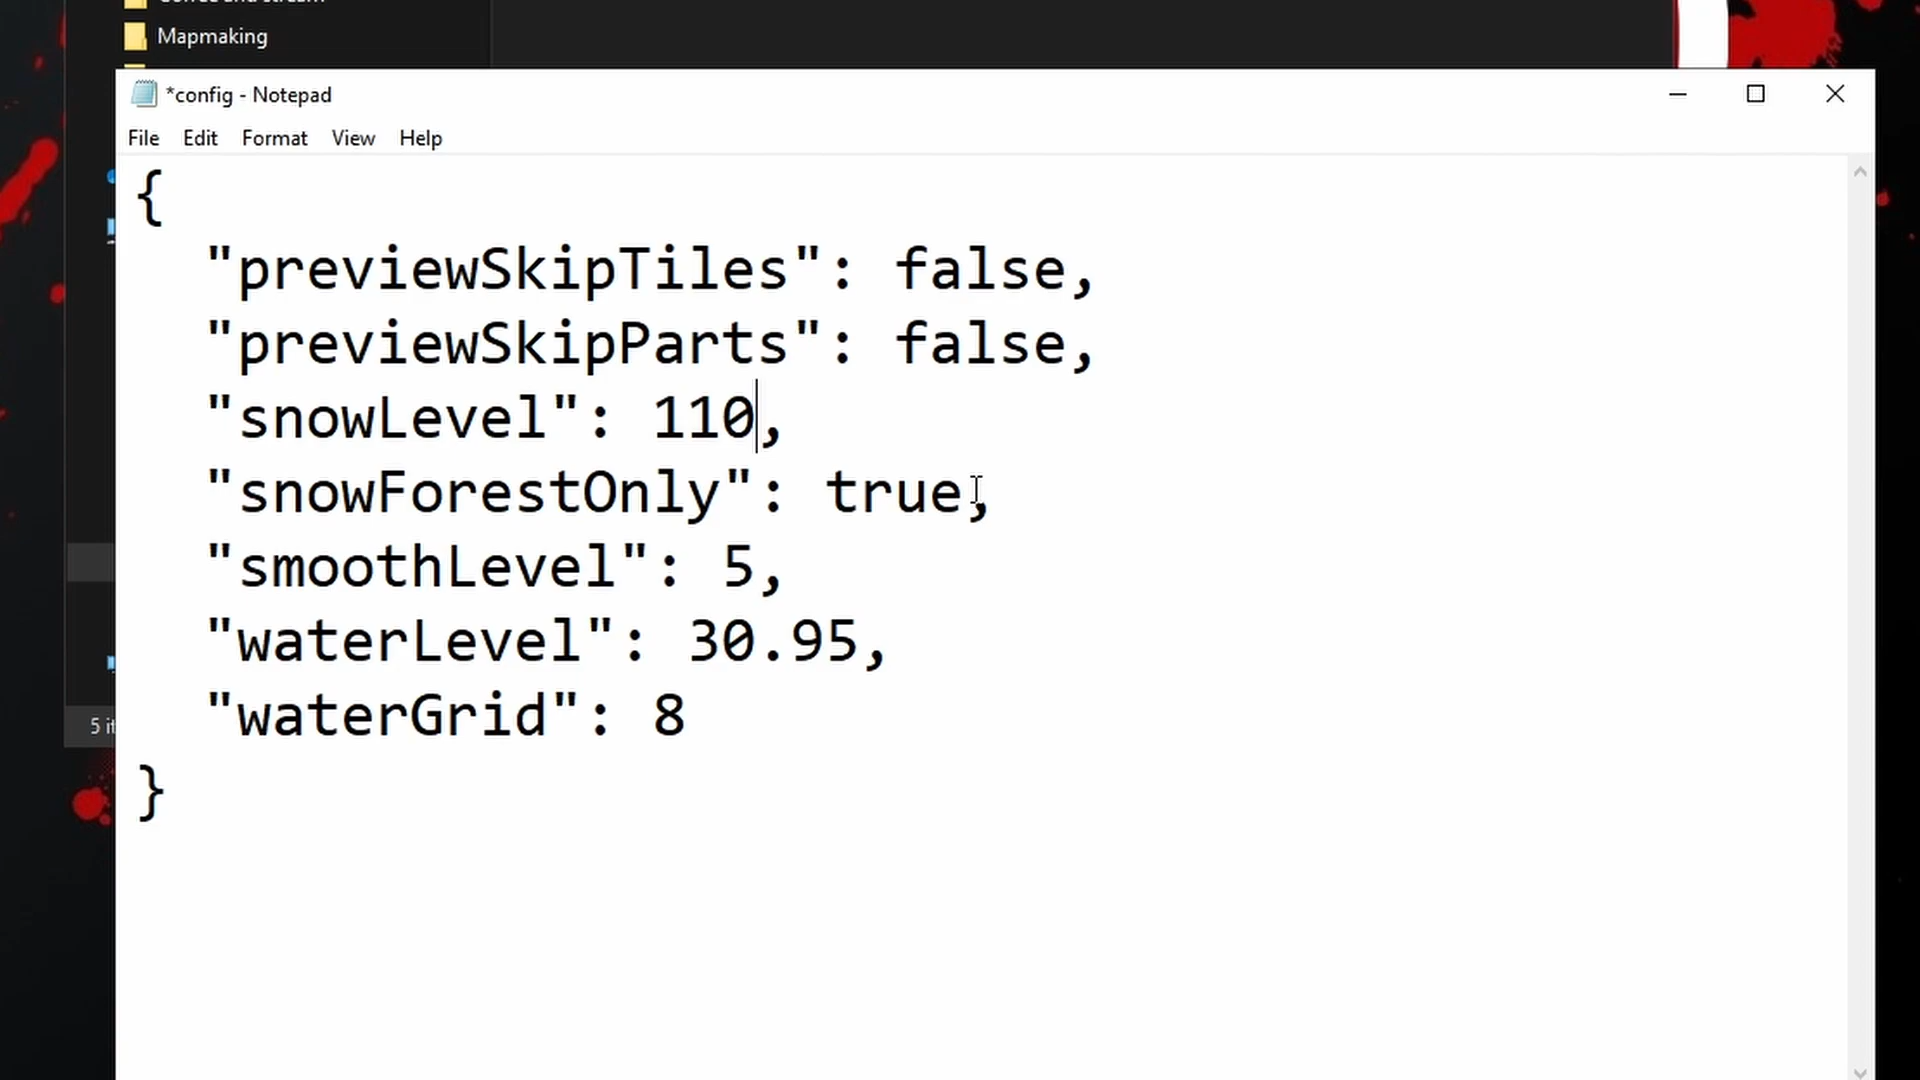 Mapmaking
*config - Notepad
File Edit Format View Help
{
"previewSkipTiles": false,
"previewSkipParts": false,
"snowLevel": 110,
"snowForestOnly": true,
"smoothLevel": 5,
"waterLevel": 30.95,
"waterGrid": 8
}